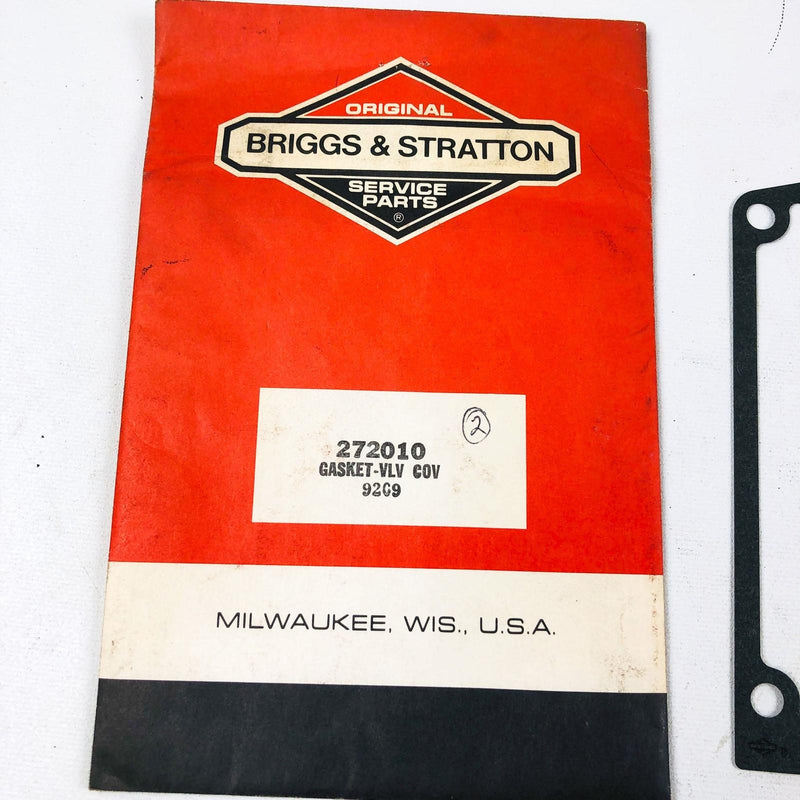 ORIGINAL
BRIGGS & STRATTON
SERVICE
PARTS
®
2
272010
GASKET-VLV COV
9209
MILWAUKEE, WIS., U.S.A.